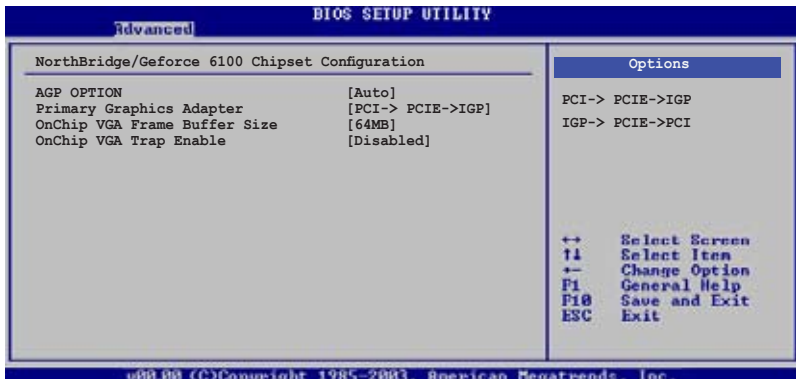 BIOS SETUP UTILITY
Advanced
NorthBridge/Geforce 6100 Chipset Configuration
AGP OPTION [Auto]
Primary Graphics Adapter [PCI-> PCIE->IGP]
OnChip VGA Frame Buffer Size [64MB]
OnChip VGA Trap Enable [Disabled]
Options
PCI-> PCIE->IGP
IGP-> PCIE->PCI
↔ Select Screen
↑↓ Select Item
+- Change Option
F1 General Help
F10 Save and Exit
ESC Exit
v00.00 (C)Copyright 1985-2003, American Megatrends, Inc